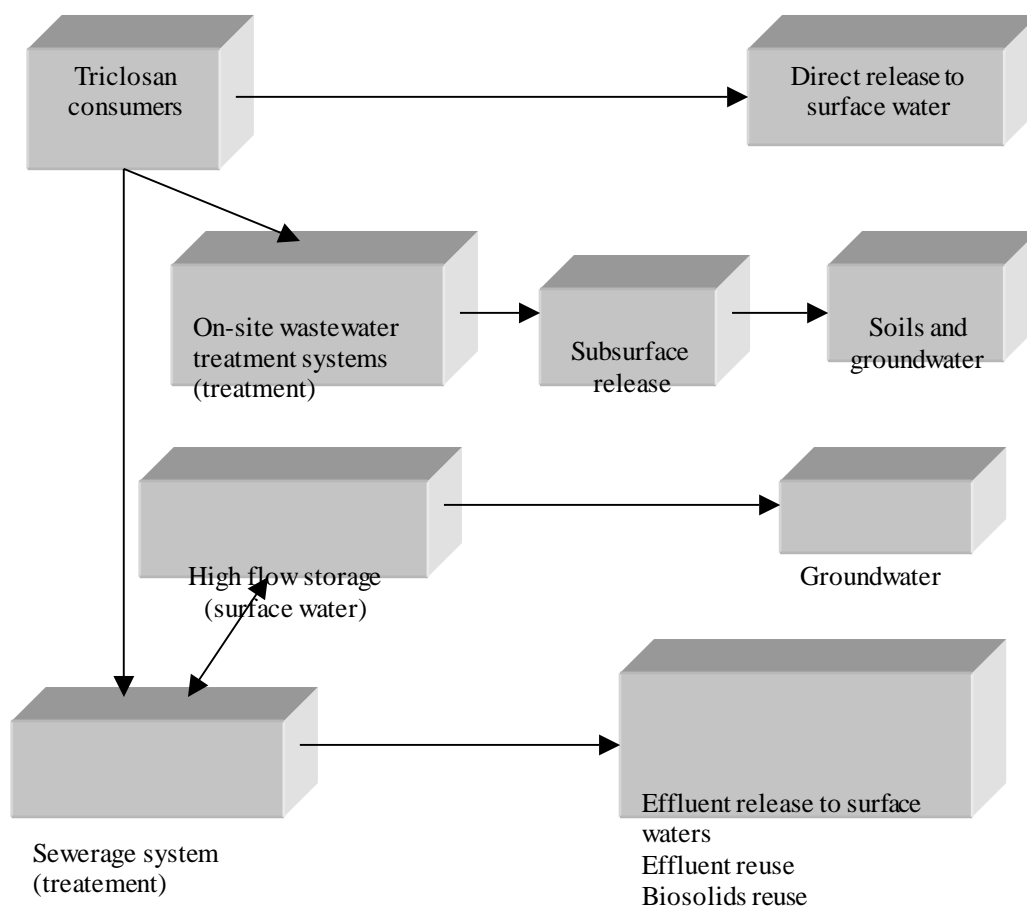 Triclosan
consumers
Direct release to
surface water
On-site wastewater
treatment systems
(treatment)
Subsurface
release
Soils and
groundwater
High flow storage
(surface water)
Groundwater
Sewerage system
(treatement)
Effluent release to surface
waters
Effluent reuse
Biosolids reuse